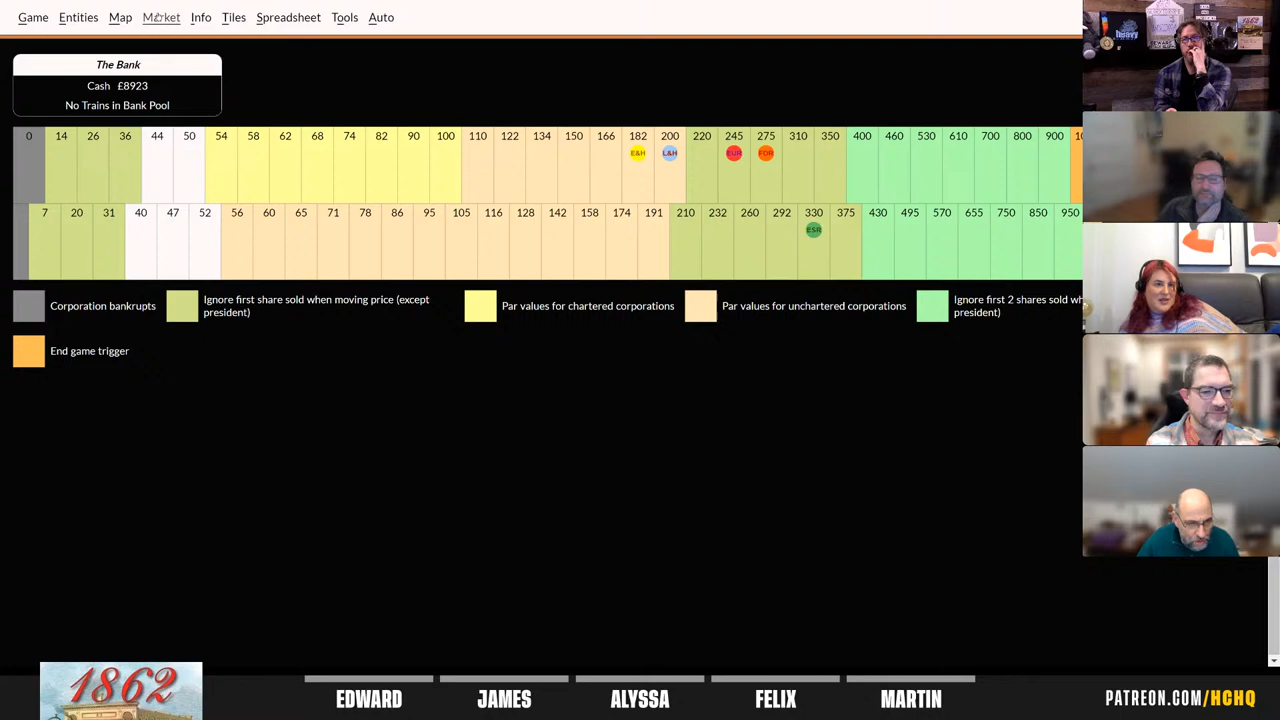 Game Entities Map Market Info Tiles Spreadsheet Tools Auto
The Bank
Cash £8923
No Trains in Bank Pool
0 14 26 36 44 50 54 58 62 68 74 82 90 100 110 122 134 150 166 182 200 220 245 275 310 350 400 460 530 610 700 800 900
E&H L&H EUR FOR
7 20 31 40 47 52 56 60 65 71 78 86 95 105 116 128 142 158 174 191 210 232 260 292 330 375 430 495 570 655 750 850 950
ESR
Corporation bankrupts
Ignore first share sold when moving price (except
president)
Par values for chartered corporations
Par values for unchartered corporations
Ignore first 2 shares sold
president)
End game trigger
1862
EDWARD JAMES ALYSSA FELIX MARTIN
PATREON.COM/HCHQ